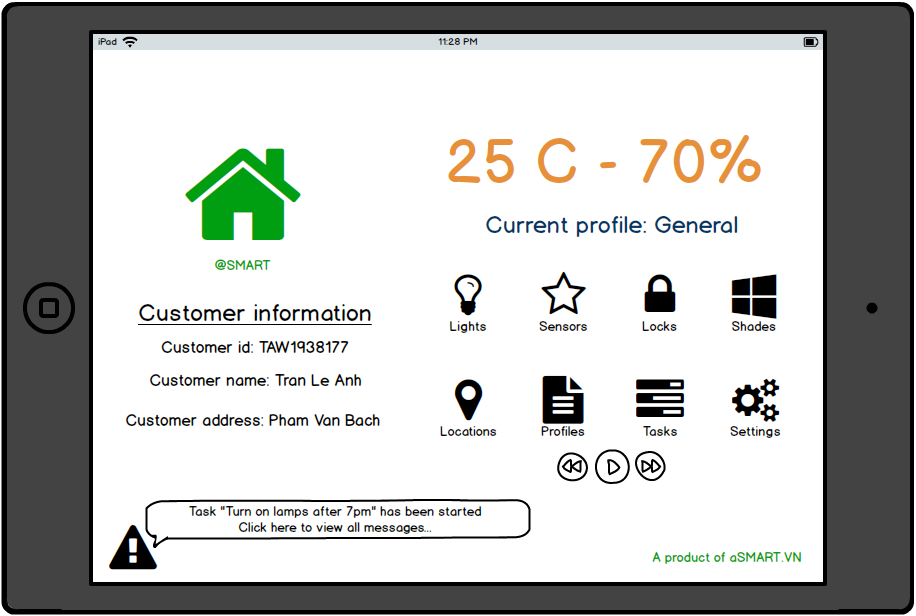 iPad
11:28 PM
25 C - 70%
Current profile: General
@SMART
Customer information
Customer id: TAW1938177
Customer name: Tran Le Anh
Customer address: Pham Van Bach
Lights
Sensors
Locks
Shades
Locations
Profiles
Tasks
Settings
Task "Turn on lamps after 7pm" has been started
Click here to view all messages...
A product of aSMART.VN